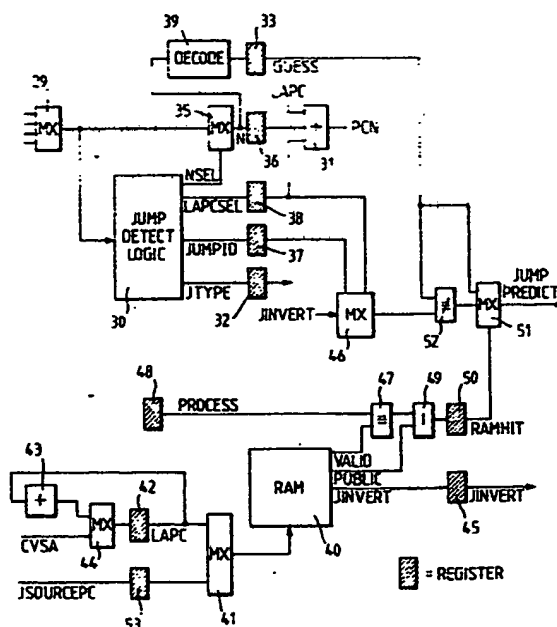 39
33
DECODE
GUESS
29
35
LAPC
MX
MX
N
+
PCN
36
31
NSEL
LAPCSEL
38
JUMP
DETECT
LOGIC
JUMPID
37
JTYPE
30
32
JINVERT
MX
46
≠
52
MX
51
JUMP
PREDICT
48
PROCESS
47
49
50
=
RAMHIT
VALID
PUBLIC
JINVERT
RAM
40
45
JINVERT
43
+
42
MX
LAPC
CVSA
44
MX
JSOURCEPC
53
41
= REGISTER